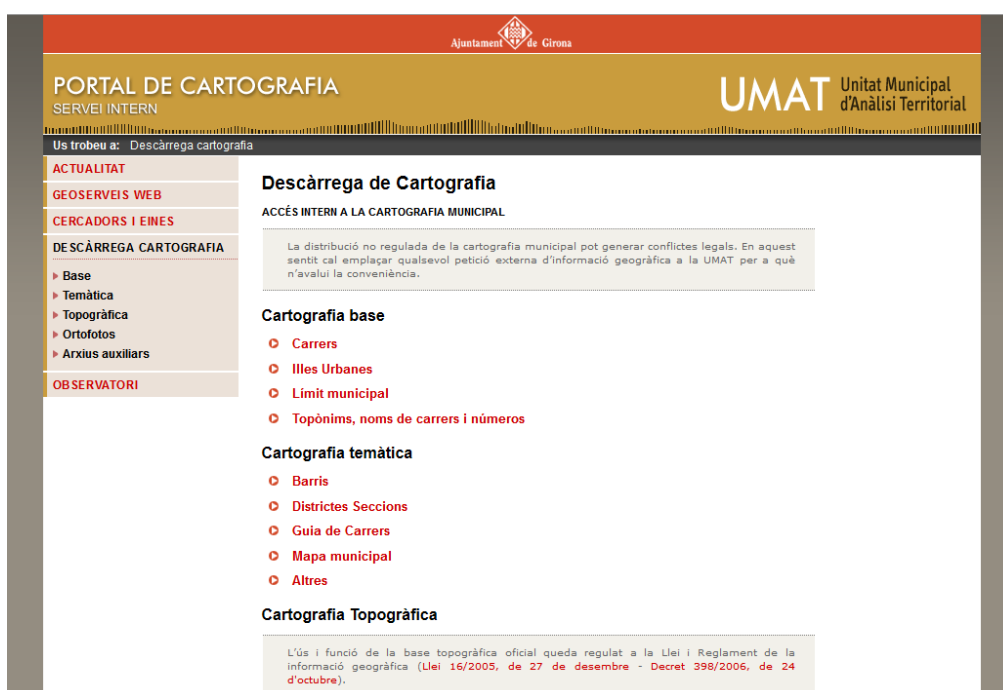 Ajuntament de Girona
PORTAL DE CARTOGRAFIA
SERVEI INTERN
UMAT Unitat Municipal
d'Anàlisi Territorial
Us trobeu a: Descàrrega cartografia
ACTUALITAT
GEOSERVEIS WEB
CERCADORS I EINES
DESCÀRREGA CARTOGRAFIA
Base
Temàtica
Topogràfica
Ortofotos
Arxius auxiliars
OBSERVATORI
Descàrrega de Cartografia
ACCÉS INTERN A LA CARTOGRAFIA MUNICIPAL
La distribució no regulada de la cartografia municipal pot generar conflictes legals. En aquest
sentit cal emplaçar qualsevol petició externa d'informació geogràfica a la UMAT per a què
n'avalui la conveniència.
Cartografia base
Carrers
Illes Urbanes
Límit municipal
Topònims, noms de carrers i números
Cartografia temàtica
Barris
Districtes Seccions
Guia de Carrers
Mapa municipal
Altres
Cartografia Topogràfica
L'ús i funció de la base topogràfica oficial queda regulat a la Llei i Reglament de la
informació geogràfica (Llei 16/2005, de 27 de desembre - Decret 398/2006, de 24
d'octubre).